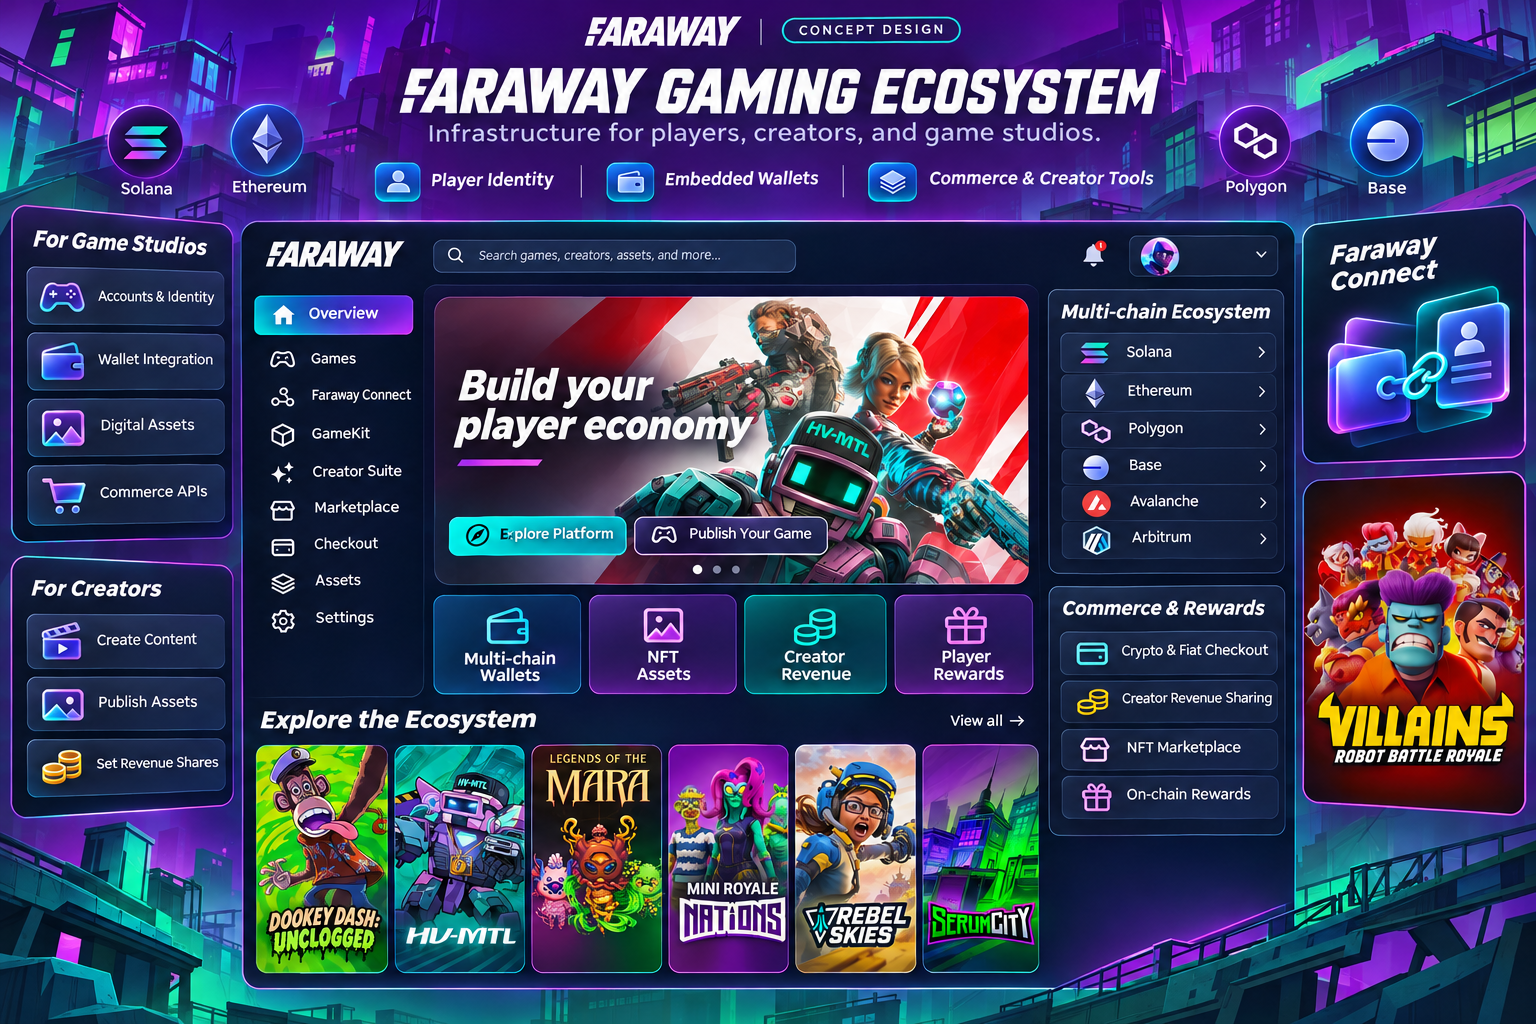 FARAWAY
CONCEPT DESIGN
FARAWAY GAMING ECOSYSTEM
Infrastructure for players, creators, and game studios.
Player Identity
Embedded Wallets
Commerce & Creator Tools
Solana
Ethereum
Polygon
Base
For Game Studios
Accounts & Identity
Wallet Integration
Digital Assets
Commerce APIs
For Creators
Create Content
Publish Assets
Set Revenue Shares
FARAWAY
Search games, creators, assets, and more...
1
Overview
Games
Faraway Connect
GameKit
Creator Suite
Marketplace
Checkout
Assets
Settings
Build your
player economy
HV-MTL
Explore Platform
Publish Your Game
Multi-chain
Wallets
NFT
Assets
Creator
Revenue
Player
Rewards
Explore the Ecosystem
View all →
DOOKEY DASH:
UNCLOGGED
HV-MTL
HV-MTL
LEGENDS OF THE
MARA
MINI ROYALE
NATIONS
REBEL
SKIES
SERUMCITY
Multi-chain Ecosystem
Solana
Ethereum
Polygon
Base
Avalanche
Arbitrum
Commerce & Rewards
Crypto & Fiat Checkout
Creator Revenue Sharing
NFT Marketplace
On-chain Rewards
Faraway
Connect
VILLAINS
ROBOT BATTLE ROYALE